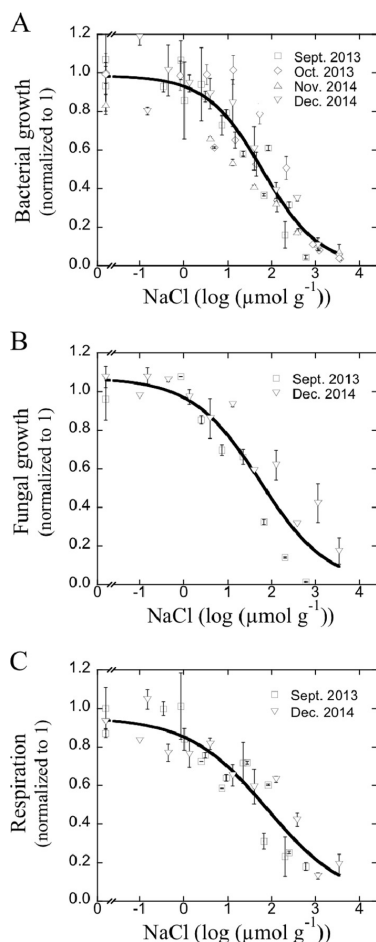 A
Bacterial growth
(normalized to 1)
1.2
1.0
0.8
0.6
0.4
0.2
0.0
Sept. 2013
Oct. 2013
Nov. 2014
Dec. 2014
-1 0 1 2 3 4
NaCl (log (µmol g⁻¹))
B
Fungal growth
(normalized to 1)
1.2
1.0
0.8
0.6
0.4
0.2
0.0
Sept. 2013
Dec. 2014
-1 0 1 2 3 4
NaCl (log (µmol g⁻¹))
C
Respiration
(normalized to 1)
1.2
1.0
0.8
0.6
0.4
0.2
0.0
Sept. 2013
Dec. 2014
-1 0 1 2 3 4
NaCl (log (µmol g⁻¹))